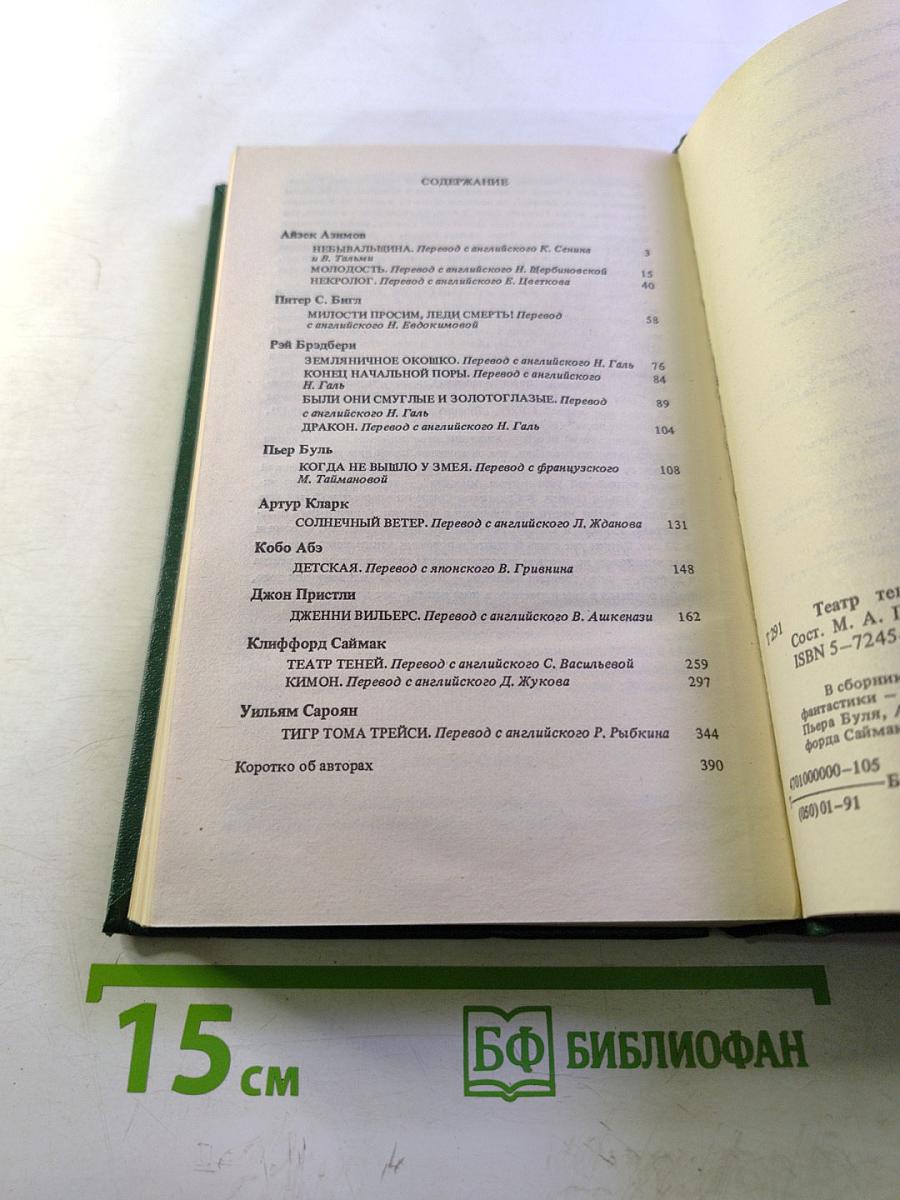 СОДЕРЖАНИЕ
Айзек Азимов
НЕБЫВАЛЬЩИНА. Перевод с английского К. Сенина
и В. Тальми 3
МОЛОДОСТЬ. Перевод с английского Н. Щербиновской 15
НЕКРОЛОГ. Перевод с английского Е. Цветкова 40
Питер С. Бигл
МИЛОСТИ ПРОСИМ, ЛЕДИ СМЕРТЬ! Перевод 58
с английского Н. Евдокимовой
Рэй Брэдбери
ЗЕМЛЯНИЧНОЕ ОКОШКО. Перевод с английского Н. Галь 76
КОНЕЦ НАЧАЛЬНОЙ ПОРЫ. Перевод с английского 84
Н. Галь
БЫЛИ ОНИ СМУГЛЫЕ И ЗОЛОТОГЛАЗЫЕ. Перевод 89
с английского Н. Галь
ДРАКОН. Перевод с английского Н. Галь 104
Пьер Буль
КОГДА НЕ ВЫШЛО У ЗМЕЯ. Перевод с французского 108
М. Таймановой
Артур Кларк
СОЛНЕЧНЫЙ ВЕТЕР. Перевод с английского Л. Жданова 131
Кобо Абэ
ДЕТСКАЯ. Перевод с японского В. Гривнина 148
Джон Пристли
ДЖЕННИ ВИЛЬЕРС. Перевод с английского В. Ашкенази 162
Клиффорд Саймак
ТЕАТР ТЕНЕЙ. Перевод с английского С. Васильевой 259
КИМОН. Перевод с английского Д. Жукова 297
Уильям Сароян
ТИГР ТОМА ТРЕЙСИ. Перевод с английского Р. Рыбкина 344
Коротко об авторах 390
Театр
Т291
Сост. М. А.
ISBN 5—7245
В сборник
фантастики —
Пьера Буля,
форда Саймак
4701000000—105
(050)01—91
15 см
БФ БИБЛИОФАН